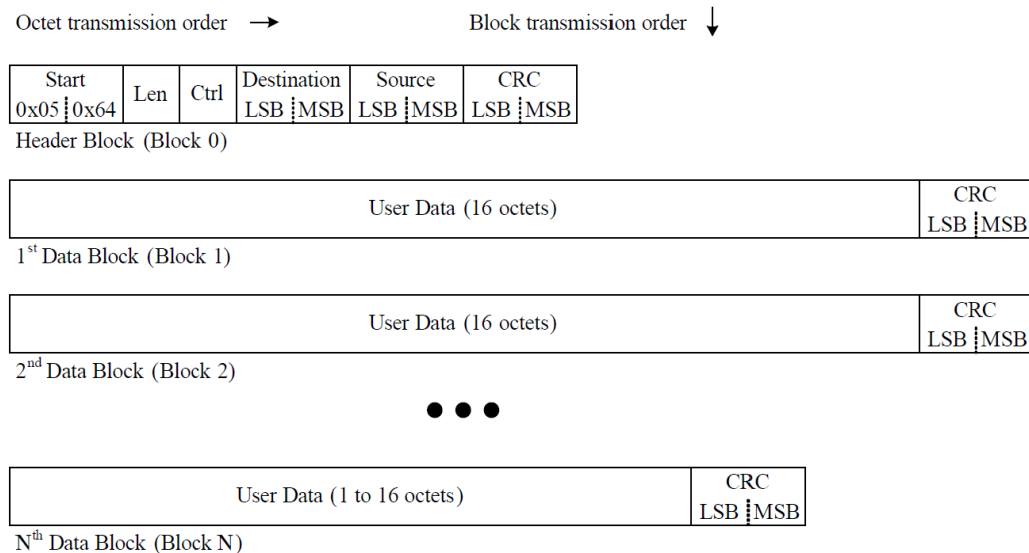 Octet transmission order → Block transmission order ↓
Start Len Ctrl Destination Source CRC
0x05 0x64 LSB MSB LSB MSB LSB MSB
Header Block (Block 0)
User Data (16 octets) CRC
LSB MSB
1st Data Block (Block 1)
User Data (16 octets) CRC
LSB MSB
2nd Data Block (Block 2)
User Data (1 to 16 octets) CRC
LSB MSB
Nth Data Block (Block N)